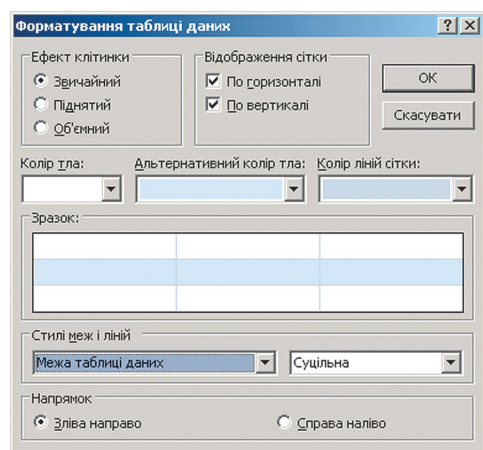 Форматування таблиці даних
Ефект клітинки
Звичайний
Піднятий
Об'ємний
Відображення сітки
По горизонталі
По вертикалі
ОК
Скасувати
Колір тла:
Альтернативний колір тла:
Колір ліній сітки:
Зразок:
Стилі меж і ліній
Межа таблиці даних
Суцільна
Напрямок
Зліва направо
Справа наліво